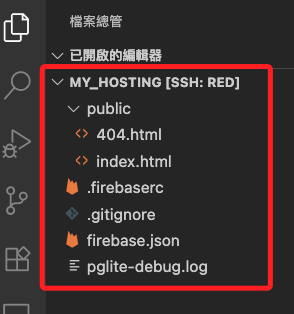 檔案總管
已開啟的編輯器
MY_HOSTING [SSH: RED]
public
404.html
index.html
.firebaserc
.gitignore
firebase.json
pglite-debug.log